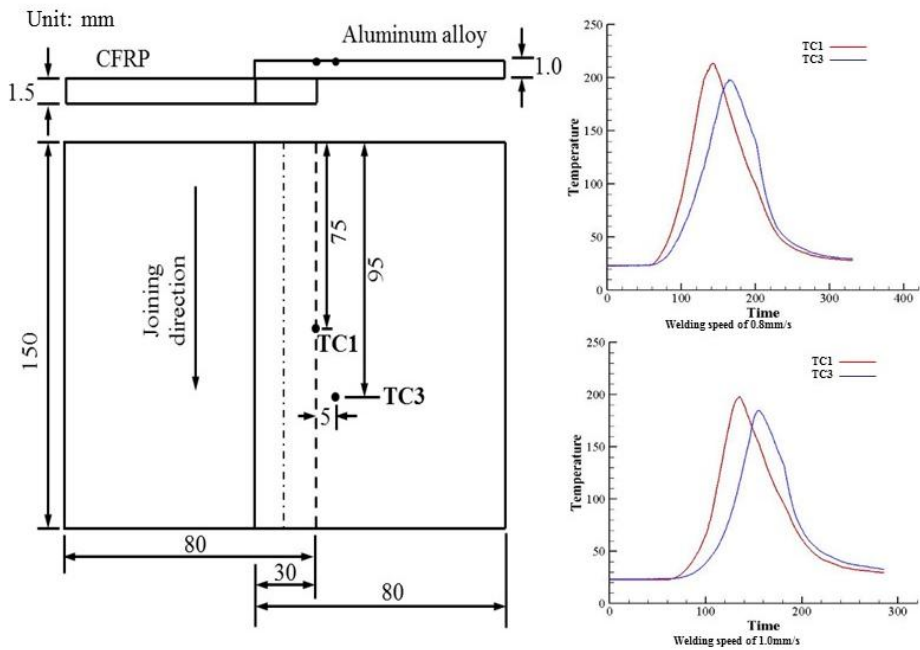 Unit: mm
CFRP
Aluminum alloy
1.0
1.5
150
Joining
direction
75
95
TC1
TC3
5
80
30
80
250
200
150
100
50
0
Temperature
TC1
TC3
0
100
200
300
400
Time
Welding speed of 0.8mm/s
250
200
150
100
50
0
Temperature
TC1
TC3
0
100
200
300
Time
Welding speed of 1.0mm/s